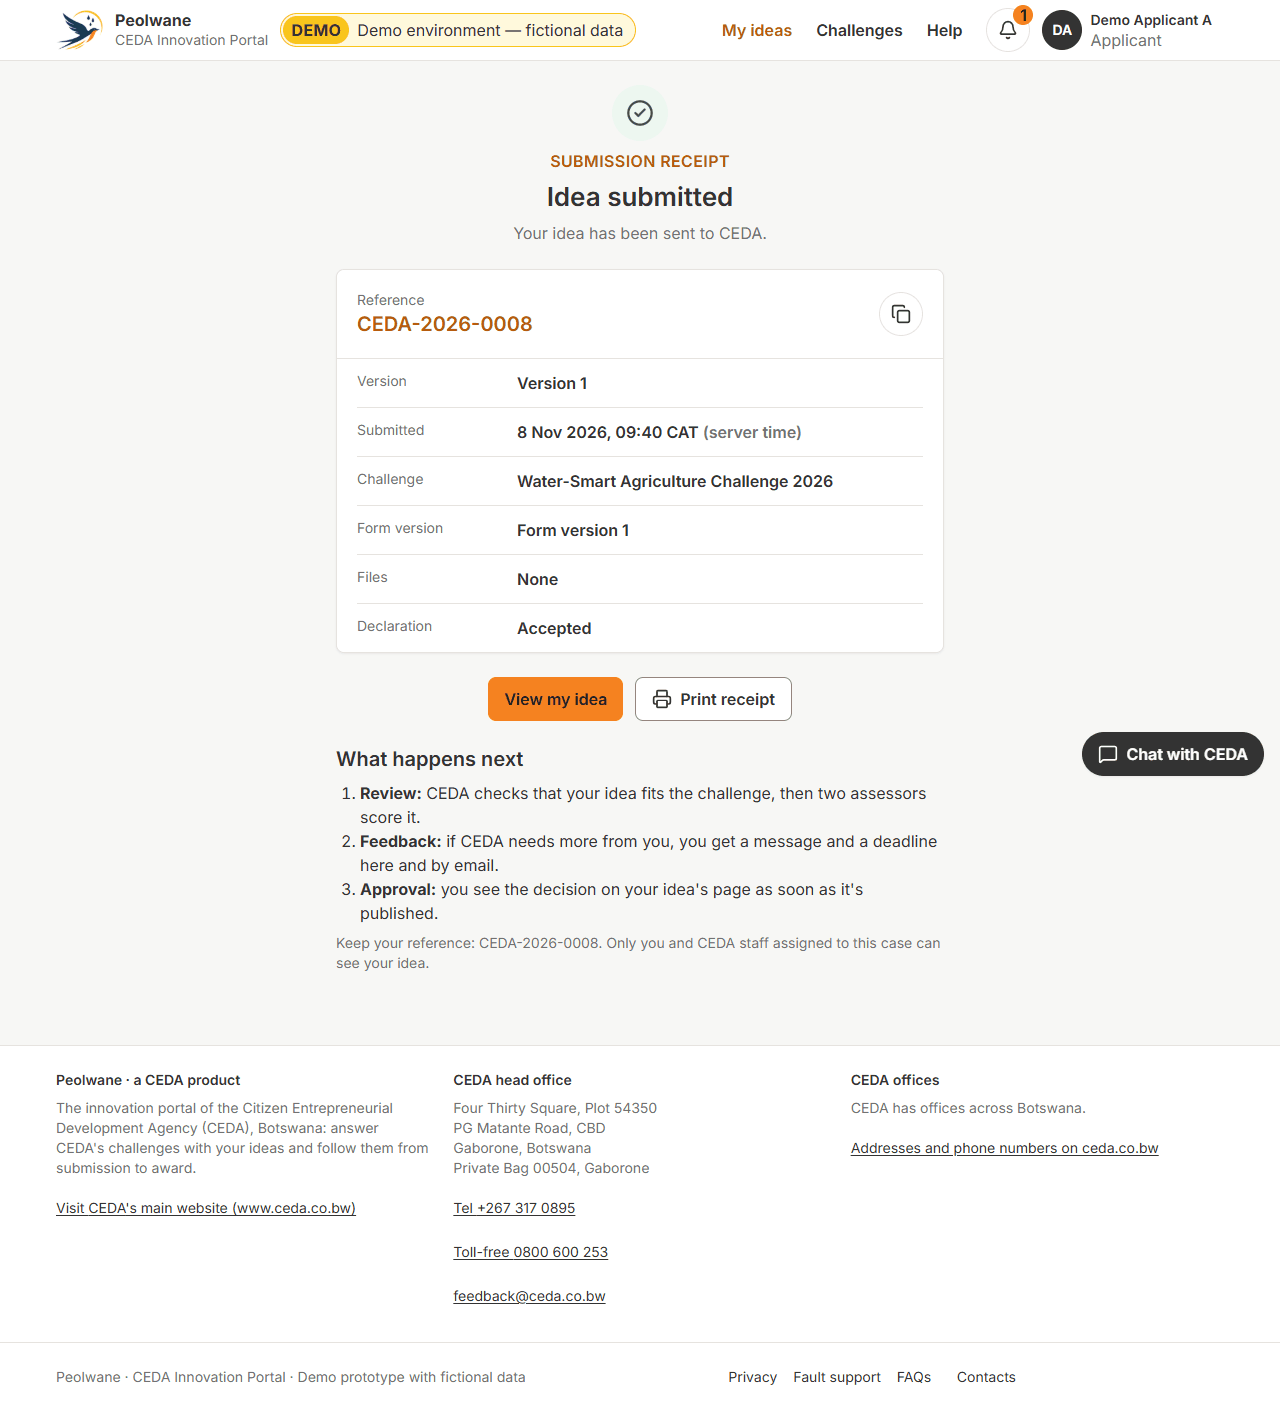 Peolwane
CEDA Innovation Portal
DEMO Demo environment — fictional data
My ideas
Challenges
Help
1
DA
Demo Applicant A
Applicant
SUBMISSION RECEIPT
Idea submitted
Your idea has been sent to CEDA.
Reference
CEDA-2026-0008
Version Version 1
Submitted 8 Nov 2026, 09:40 CAT (server time)
Challenge Water-Smart Agriculture Challenge 2026
Form version Form version 1
Files None
Declaration Accepted
View my idea
Print receipt
Chat with CEDA
What happens next
1. Review: CEDA checks that your idea fits the challenge, then two assessors
score it.
2. Feedback: if CEDA needs more from you, you get a message and a deadline
here and by email.
3. Approval: you see the decision on your idea's page as soon as it's
published.
Keep your reference: CEDA-2026-0008. Only you and CEDA staff assigned to this case can
see your idea.
Peolwane · a CEDA product
The innovation portal of the Citizen Entrepreneurial
Development Agency (CEDA), Botswana: answer
CEDA's challenges with your ideas and follow them from
submission to award.
Visit CEDA's main website (www.ceda.co.bw)
CEDA head office
Four Thirty Square, Plot 54350
PG Matante Road, CBD
Gaborone, Botswana
Private Bag 00504, Gaborone
Tel +267 317 0895
Toll-free 0800 600 253
feedback@ceda.co.bw
CEDA offices
CEDA has offices across Botswana.
Addresses and phone numbers on ceda.co.bw
Peolwane · CEDA Innovation Portal · Demo prototype with fictional data
Privacy
Fault support
FAQs
Contacts